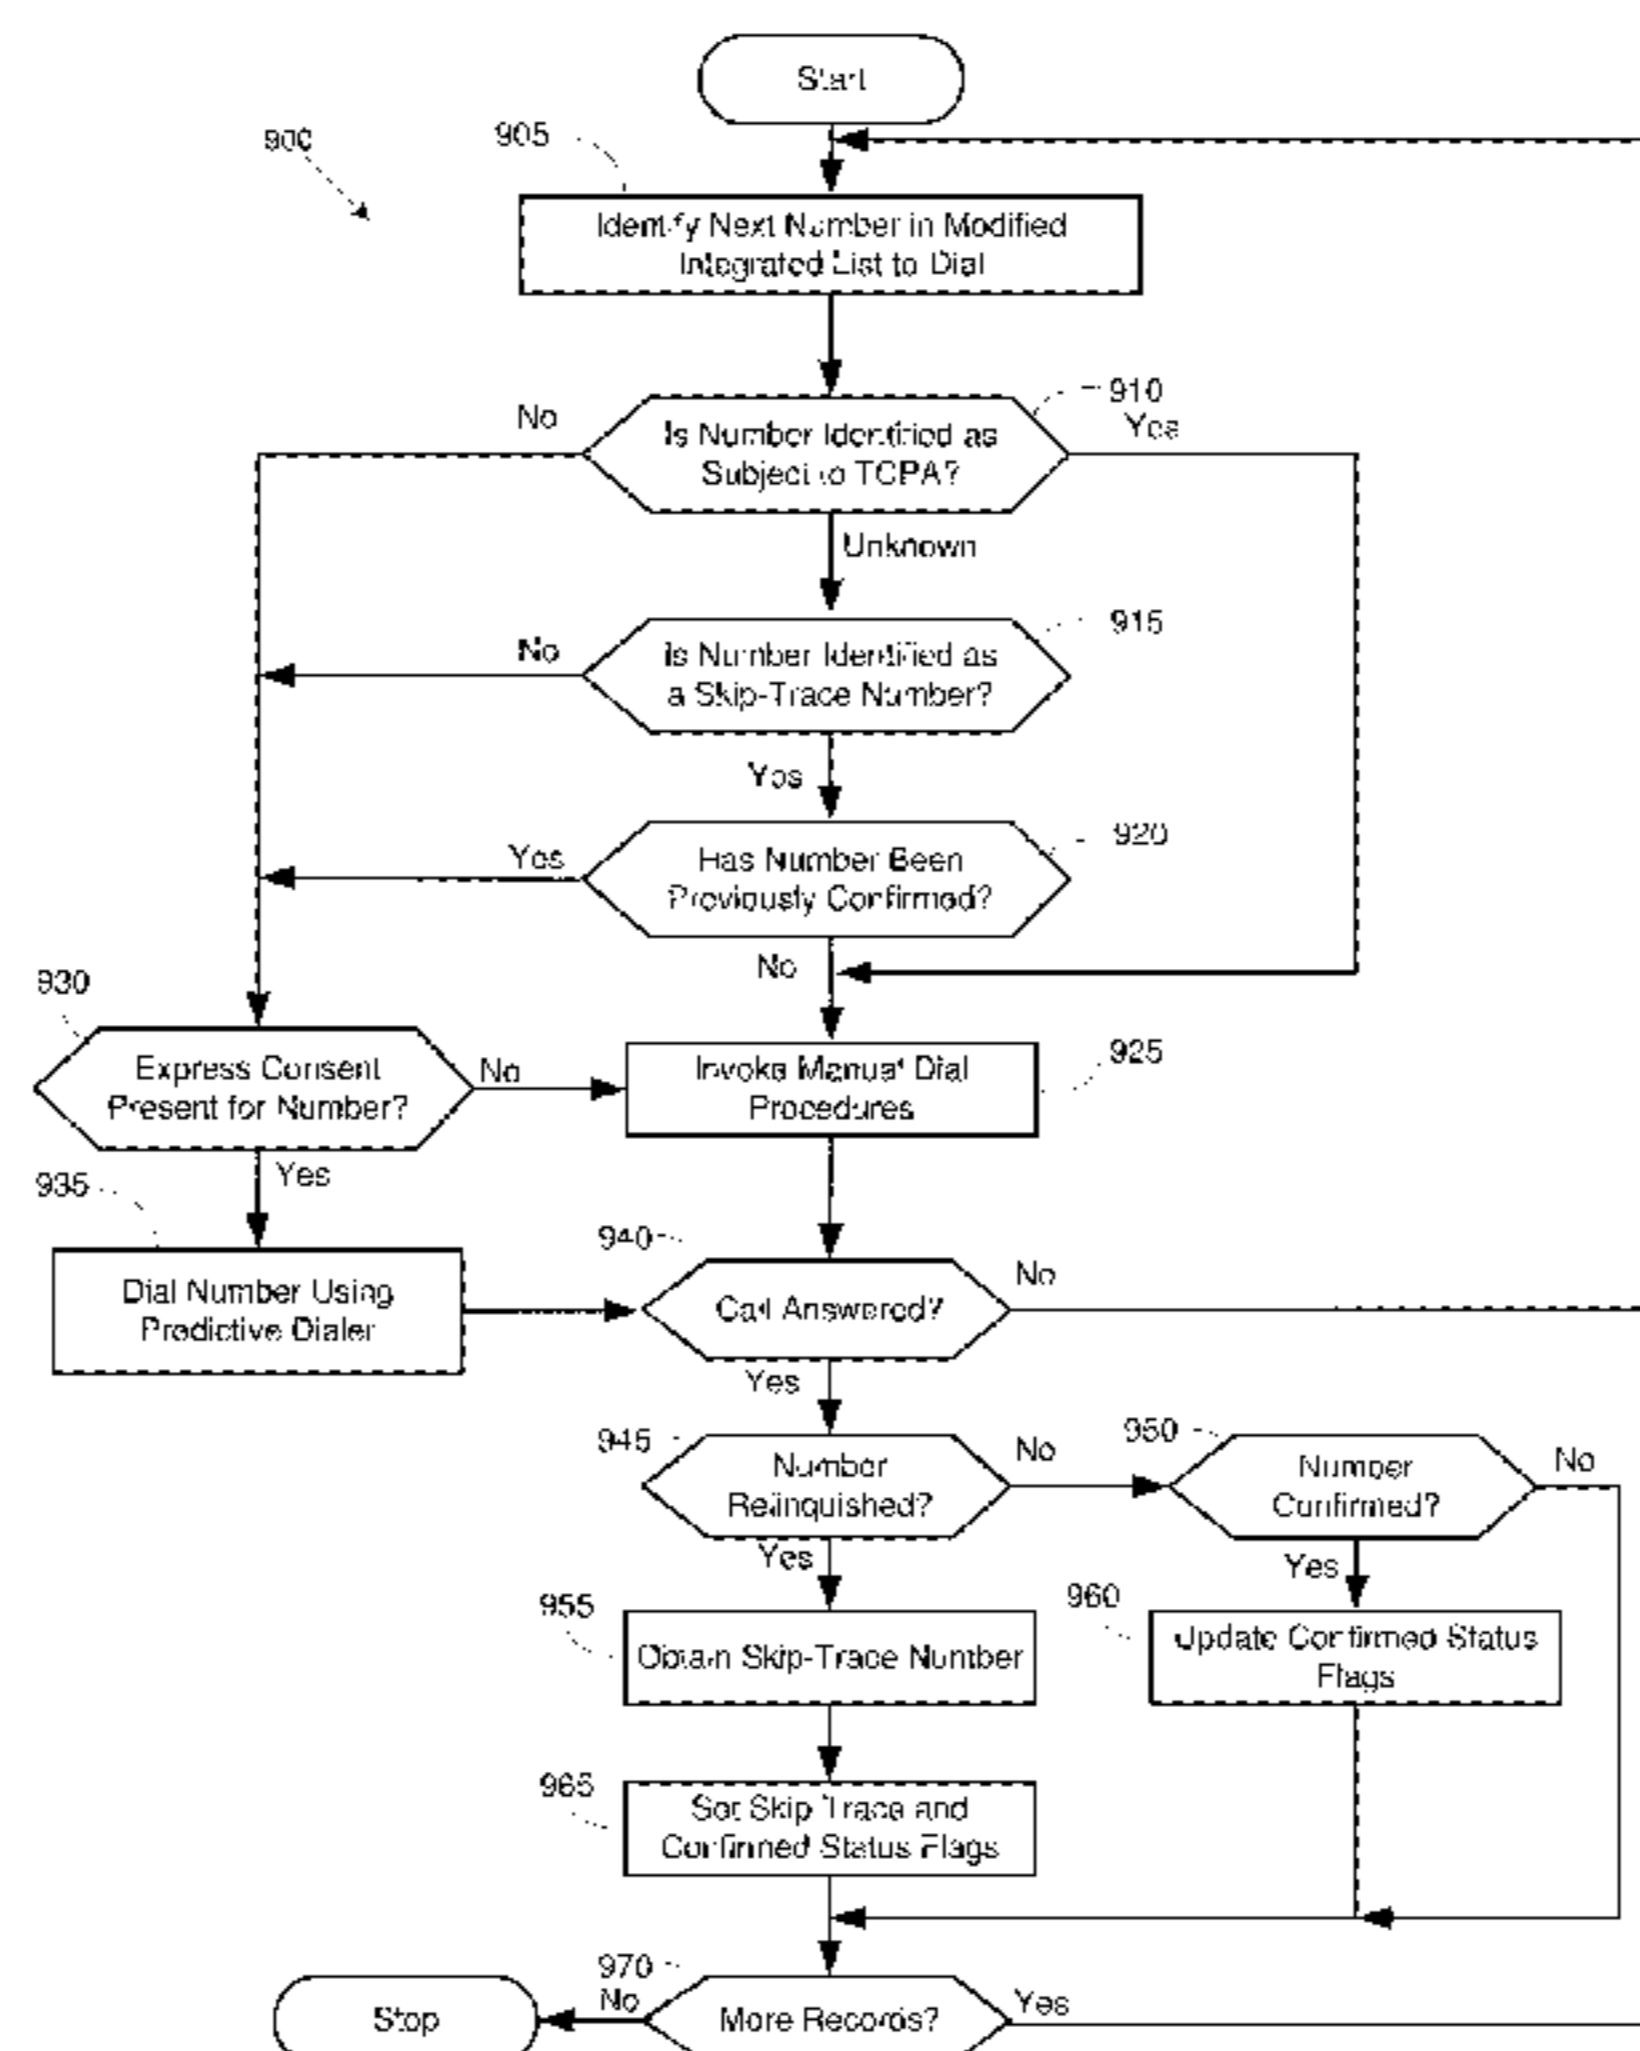 Start
900
905
Identify Next Number in Modified
Integrated List to Dial
910
No
Yes
Is Number Identified as
Subject to TCPA?
Unknown
915
No
Is Number Identified as
a Skip-Trace Number?
Yes
920
Yes
Has Number Been
Previously Confirmed?
No
930
Express Consent
Present for Number?
No
Invoke Manual Dial
Procedures
925
Yes
935
Dial Number Using
Predictive Dialer
940
Call Answered?
No
Yes
945
Number
Relinquished?
No
950
Number
Confirmed?
No
Yes
Yes
955
Obtain Skip-Trace Number
960
Update Confirmed Status
Flags
965
Set Skip Trace and
Confirmed Status Flags
970
Stop
No
More Records?
Yes